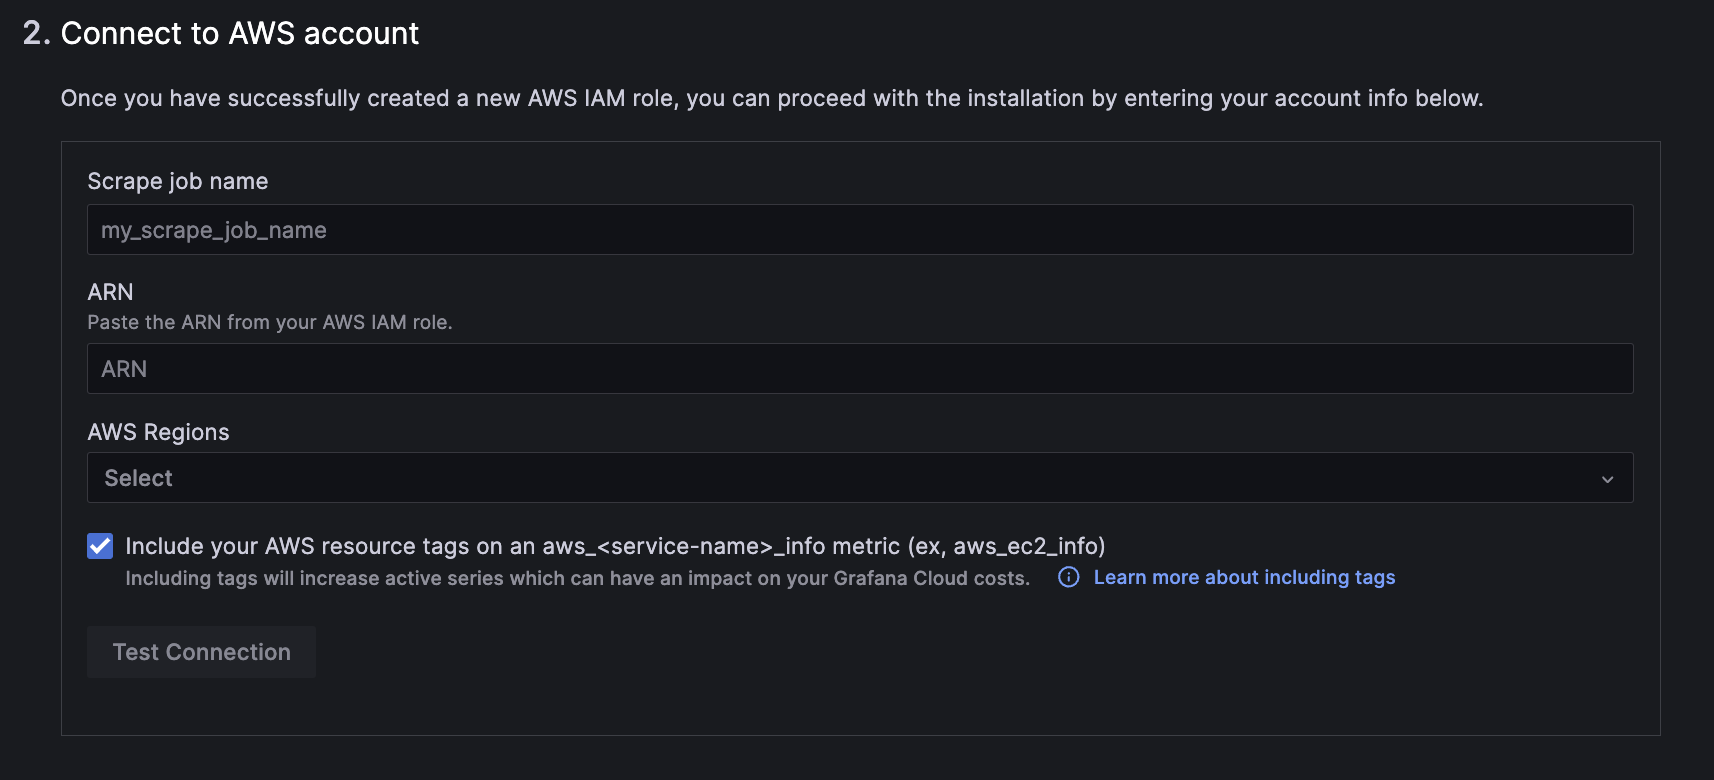 2. Connect to AWS account
Once you have successfully created a new AWS IAM role, you can proceed with the installation by entering your account info below.
Scrape job name
my_scrape_job_name
ARN
Paste the ARN from your AWS IAM role.
ARN
AWS Regions
Select
Include your AWS resource tags on an aws_<service-name>_info metric (ex, aws_ec2_info)
Including tags will increase active series which can have an impact on your Grafana Cloud costs. Learn more about including tags
Test Connection